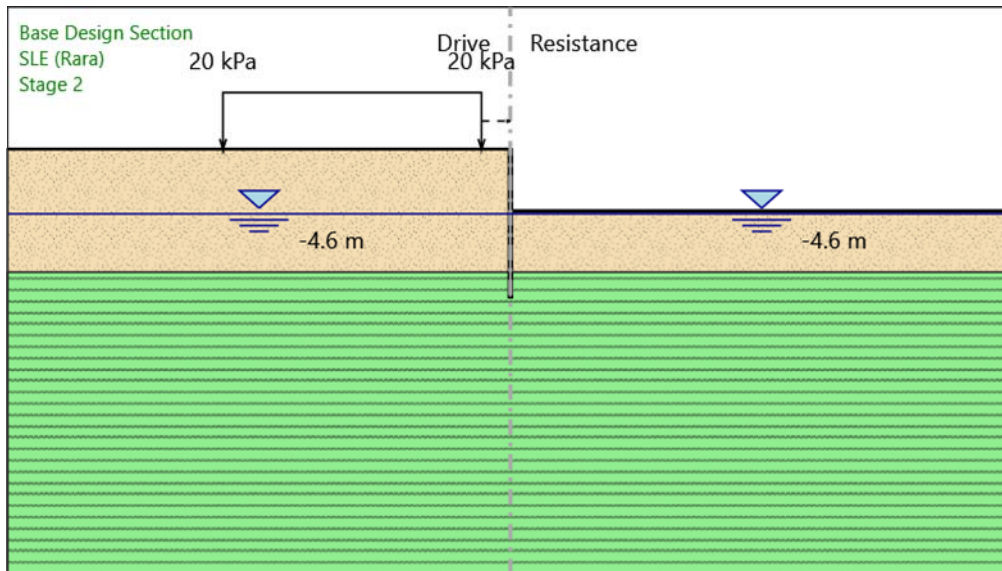 Base Design Section
SLE (Rara)
Stage 2
Drive
Resistance
20 kPa
20 kPa
-4.6 m
-4.6 m